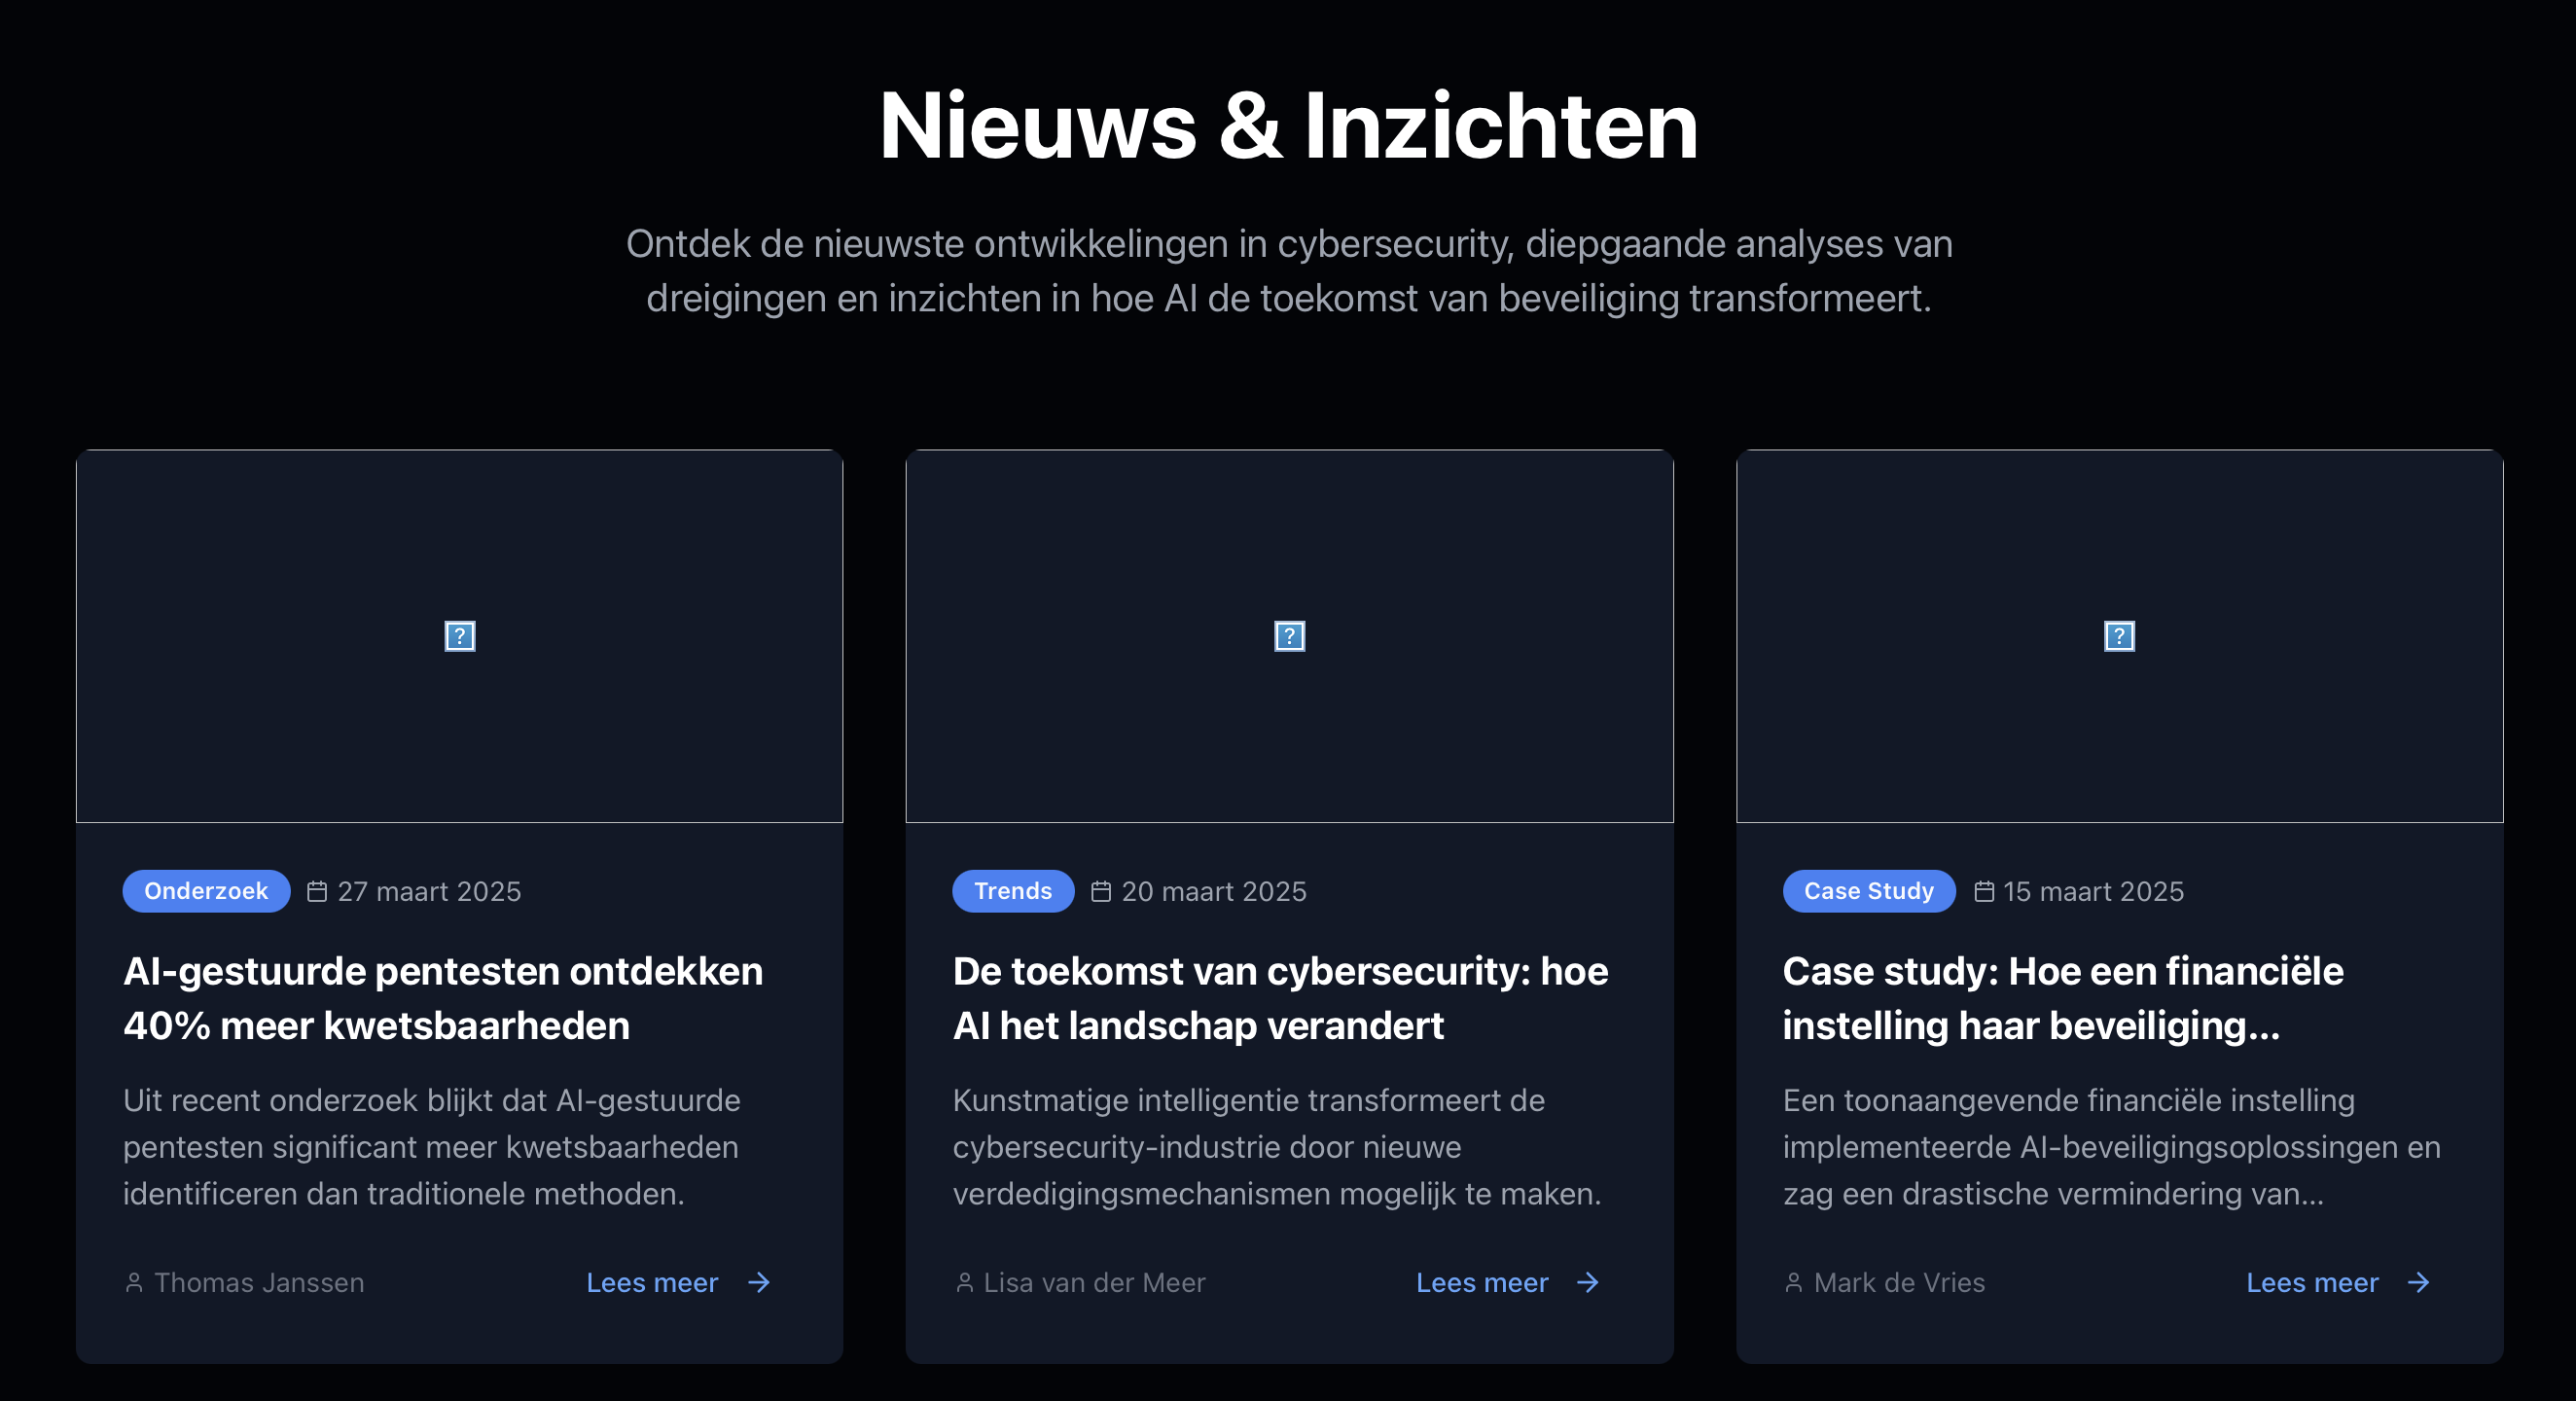 Nieuws & Inzichten
Ontdek de nieuwste ontwikkelingen in cybersecurity, diepgaande analyses van
dreigingen en inzichten in hoe AI de toekomst van beveiliging transformeert.
?
?
?
Onderzoek 27 maart 2025
AI-gestuurde pentesten ontdekken
40% meer kwetsbaarheden
Uit recent onderzoek blijkt dat AI-gestuurde
pentesten significant meer kwetsbaarheden
identificeren dan traditionele methoden.
Thomas Janssen Lees meer →
Trends 20 maart 2025
De toekomst van cybersecurity: hoe
AI het landschap verandert
Kunstmatige intelligentie transformeert de
cybersecurity-industrie door nieuwe
verdedigingsmechanismen mogelijk te maken.
Lisa van der Meer Lees meer →
Case Study 15 maart 2025
Case study: Hoe een financiële
instelling haar beveiliging...
Een toonaangevende financiële instelling
implementeerde AI-beveiligingsoplossingen en
zag een drastische vermindering van...
Mark de Vries Lees meer →